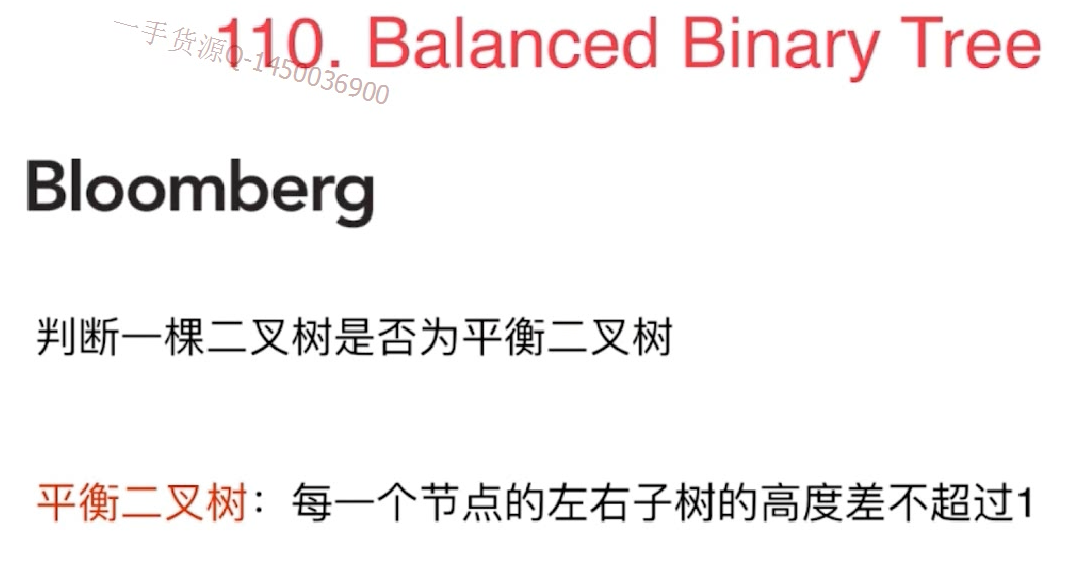 110. Balanced Binary Tree
一手货源Q-1450036900
Bloomberg
判断一棵二叉树是否为平衡二叉树
平衡二叉树：每一个节点的左右子树的高度差不超过1